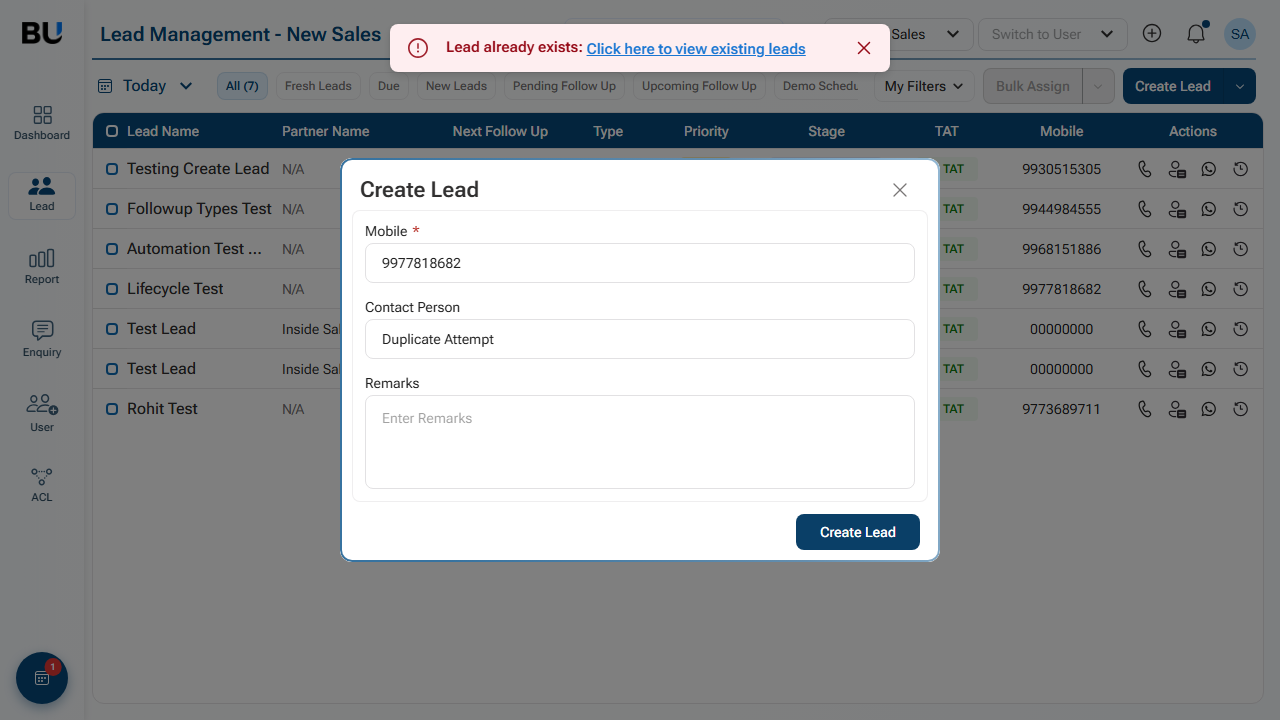 BU
Lead Management - New Sales
Lead already exists: Click here to view existing leads
Sales
Switch to User
SA
Today
All (7)
Fresh Leads
Due
New Leads
Pending Follow Up
Upcoming Follow Up
Demo Schedu
My Filters
Bulk Assign
Create Lead
Dashboard
Lead
Report
Enquiry
User
ACL
1
Lead Name Partner Name Next Follow Up Type Priority Stage TAT Mobile Actions
Testing Create Lead N/A TAT 9930515305
Followup Types Test N/A TAT 9944984555
Automation Test ... N/A TAT 9968151886
Lifecycle Test N/A TAT 9977818682
Test Lead Inside Sal TAT 00000000
Test Lead Inside Sal TAT 00000000
Rohit Test N/A TAT 9773689711
Create Lead
Mobile *
9977818682
Contact Person
Duplicate Attempt
Remarks
Enter Remarks
Create Lead